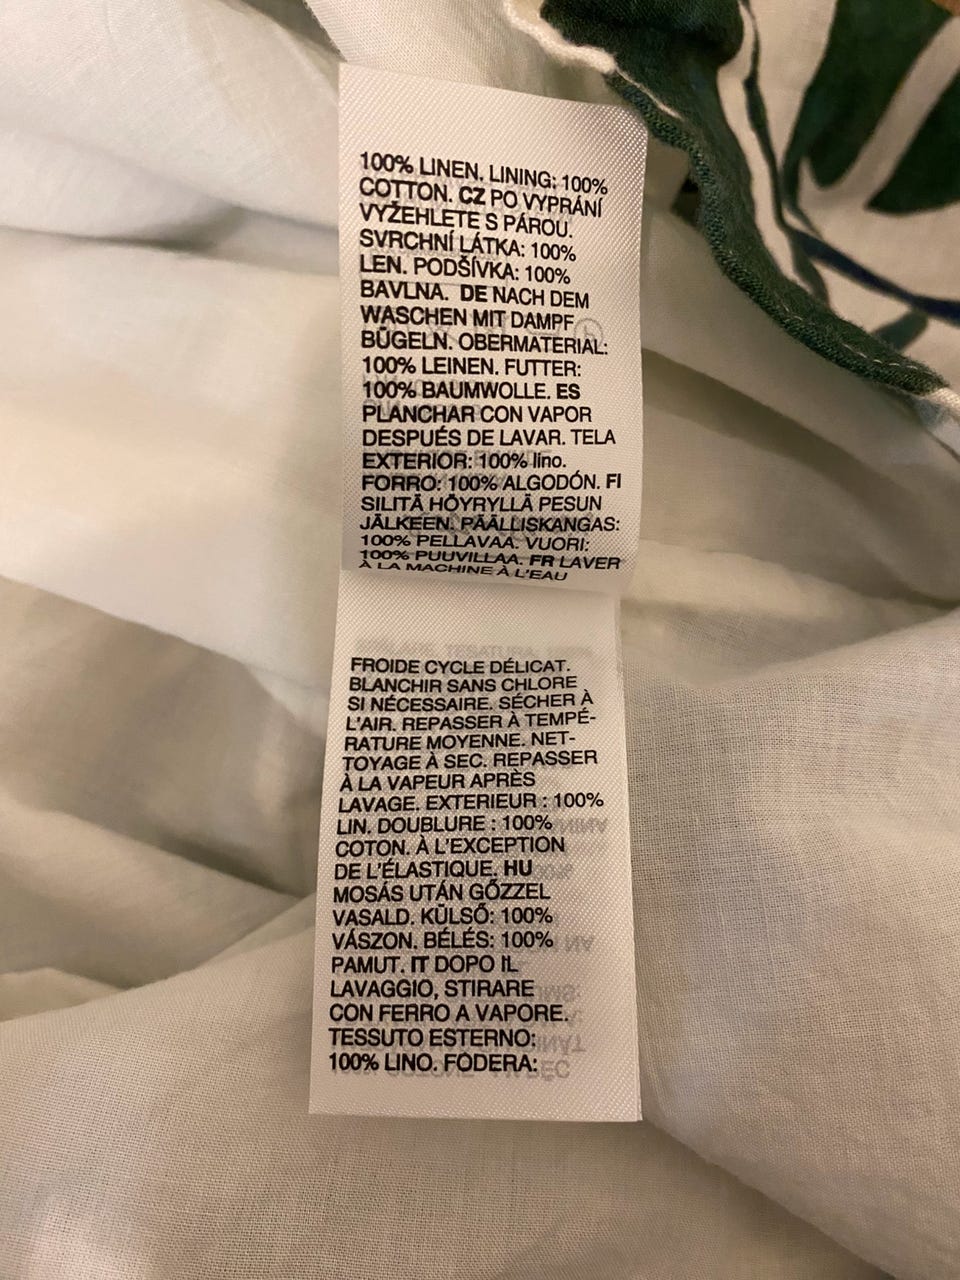 100% LINEN. LINING: 100%
COTTON. CZ PO VYPRÁNÍ
VYŽEHLETE S PÁROU.
SVRCHNÍ LÁTKA: 100%
LEN. PODŠÍVKA: 100%
BAVLNA. DE NACH DEM
WASCHEN MIT DAMPF
BÜGELN. OBERMATERIAL:
100% LEINEN. FUTTER:
100% BAUMWOLLE. ES
PLANCHAR CON VAPOR
DESPUÉS DE LAVAR. TELA
EXTERIOR: 100% lino.
FORRO: 100% ALGODÓN. FI
SILITÄ HÖYRYLLÄ PESUN
JÄLKEEN. PÄÄLLISKANGAS:
100% PELLAVAA. VUORI:
100% PUUVILLAA. FR LAVER
À LA MACHINE À L'EAU
FROIDE CYCLE DÉLICAT.
BLANCHIR SANS CHLORE
SI NÉCESSAIRE. SÉCHER À
L'AIR. REPASSER À TEMPÉ-
RATURE MOYENNE. NET-
TOYAGE À SEC. REPASSER
À LA VAPEUR APRÈS
LAVAGE. EXTERIEUR : 100%
LIN. DOUBLURE : 100%
COTON. À L'EXCEPTION
DE L'ÉLASTIQUE. HU
MOSÁS UTÁN GŐZZEL
VASALD. KÜLSŐ: 100%
VÁSZON. BÉLÉS: 100%
PAMUT. IT DOPO IL
LAVAGGIO, STIRARE
CON FERRO A VAPORE.
TESSUTO ESTERNO:
100% LINO. FODERA: